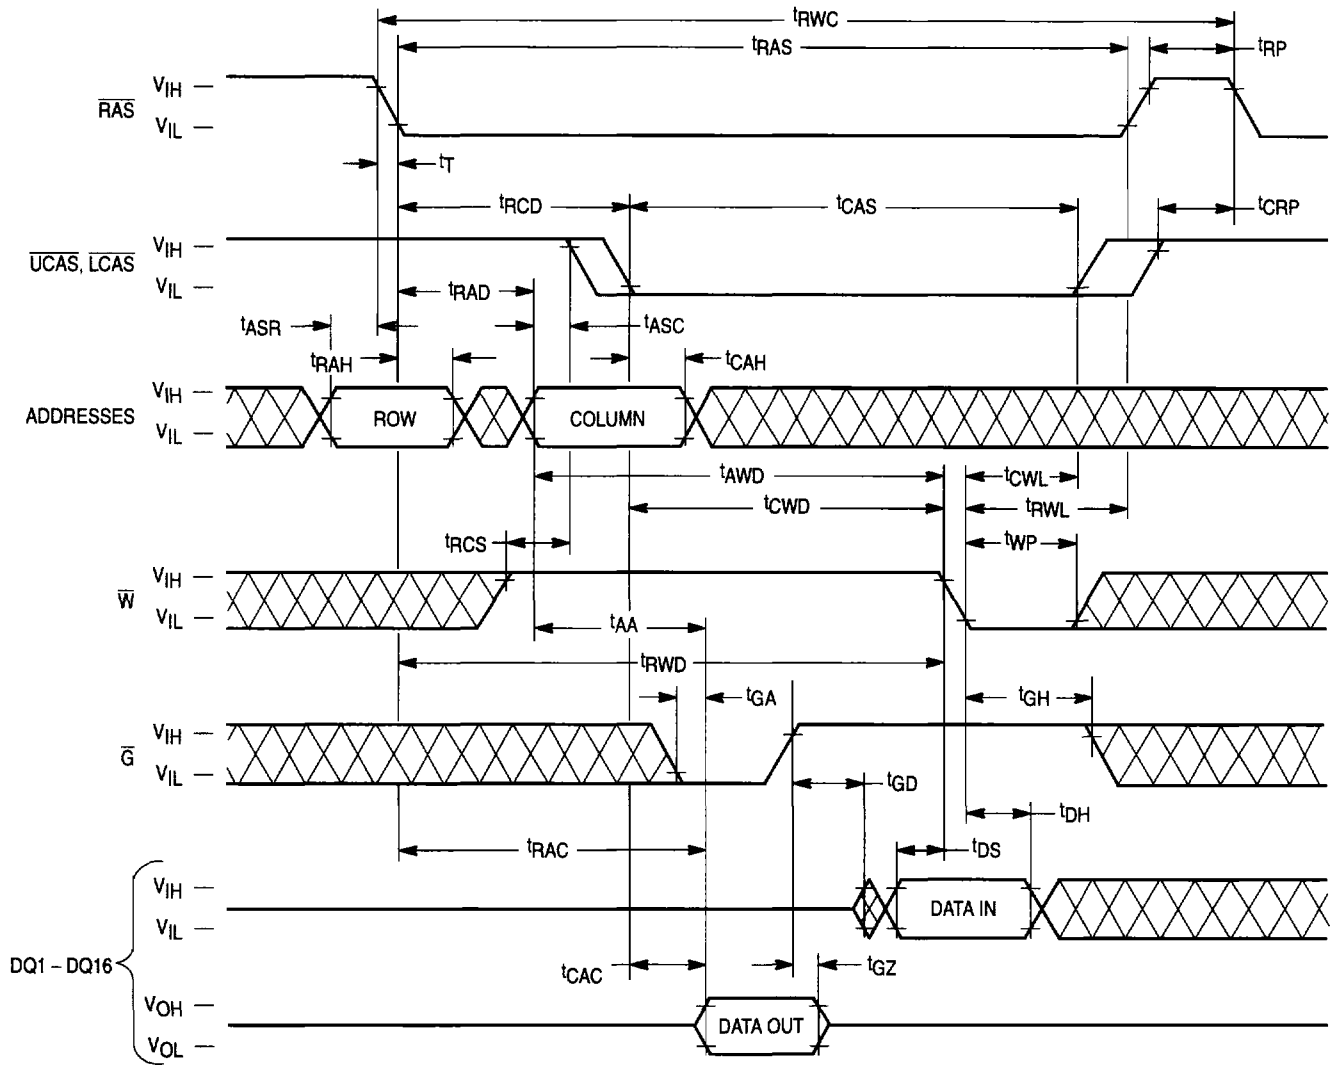 tRWC
tRAS
tRP
RAS
VIH
VIL
tT
tRCD
tCAS
tCRP
UCAS, LCAS
VIH
VIL
tRAD
tASR
tASC
tRAH
tCAH
ADDRESSES
VIH
VIL
ROW
COLUMN
tAWD
tCWL
tCWD
tRWL
tRCS
tWP
W
VIH
VIL
tAA
tRWD
tGA
tGH
G
VIH
VIL
tGD
tDH
tRAC
tDS
VIH
VIL
DATA IN
DQ1 – DQ16
tCAC
tGZ
VOH
VOL
DATA OUT